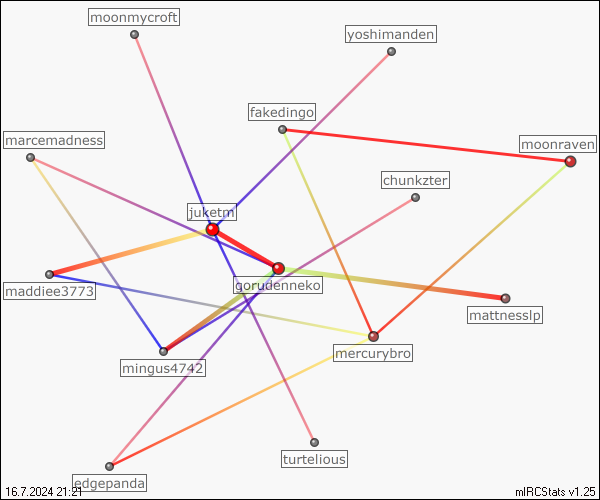 moonmycroft
yoshimanden
fakedingo
marcemadness
moonraven
chunkzter
juketm
gorudenneko
maddiee3773
mattnesslp
mercurybro
mingus4742
turtelious
edgepanda
16.7.2024 21:21
mIRCStats v1.25